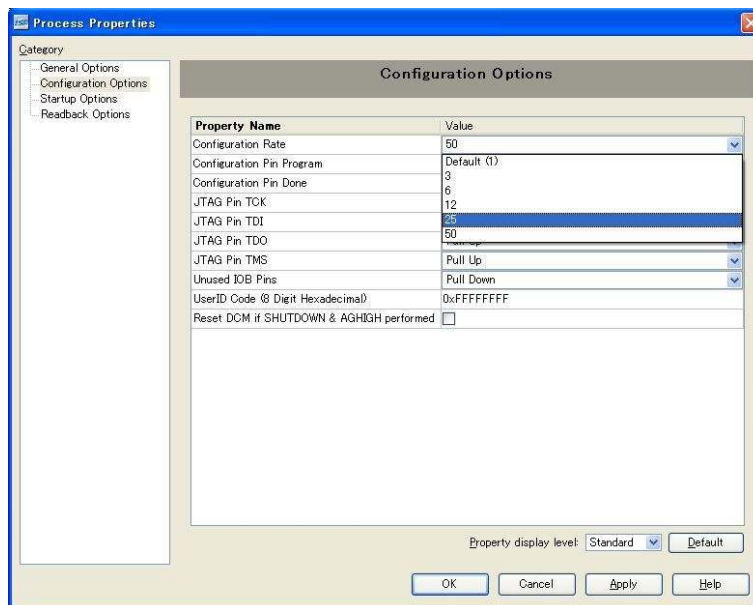 Process Properties
Category
General Options
Configuration Options
Startup Options
Readback Options
Configuration Options
Property Name Value
Configuration Rate 50
Configuration Pin Program Default (1)
3
Configuration Pin Done 6
JTAG Pin TCK 12
JTAG Pin TDI 25
JTAG Pin TDO 50
JTAG Pin TMS Pull Up
Unused IOB Pins Pull Down
UserID Code (8 Digit Hexadecimal) 0xFFFFFFFF
Reset DCM if SHUTDOWN & AGHIGH performed
Property display level: Standard Default
OK Cancel Apply Help